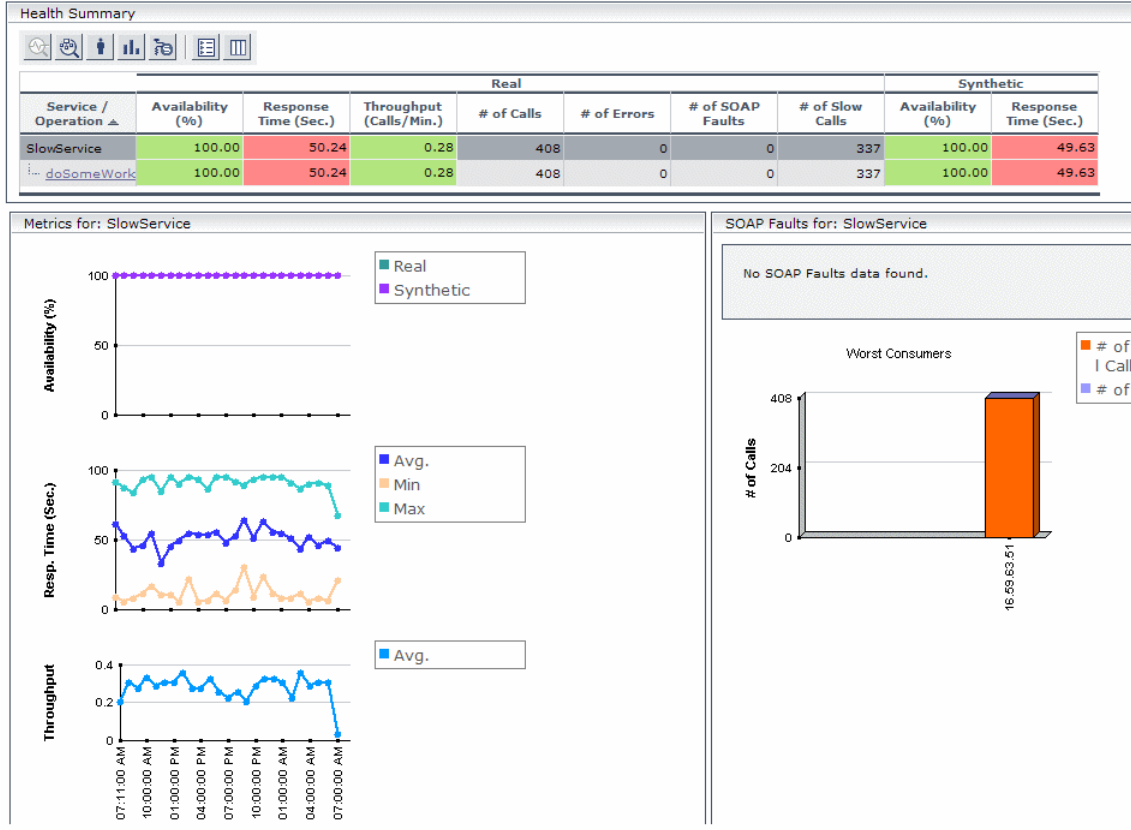 Health Summary
Real Synthetic
Service / Operation Availability (%) Response Time (Sec.) Throughput (Calls/Min.) # of Calls # of Errors # of SOAP Faults # of Slow Calls Availability (%) Response Time (Sec.)
SlowService 100.00 50.24 0.28 408 0 0 337 100.00 49.63
doSomeWork 100.00 50.24 0.28 408 0 0 337 100.00 49.63
Metrics for: SlowService
Availability (%)
100
50
0
Real
Synthetic
Resp. Time (Sec.)
100
50
0
Avg.
Min
Max
Throughput
0.4
0.2
0
Avg.
07:11:00 AM
10:00:00 AM
01:00:00 PM
04:00:00 PM
07:00:00 PM
10:00:00 PM
01:00:00 AM
04:00:00 AM
07:00:00 AM
SOAP Faults for: SlowService
No SOAP Faults data found.
Worst Consumers
# of Calls
408
204
0
16.59.63.51
# of
l Call
# of